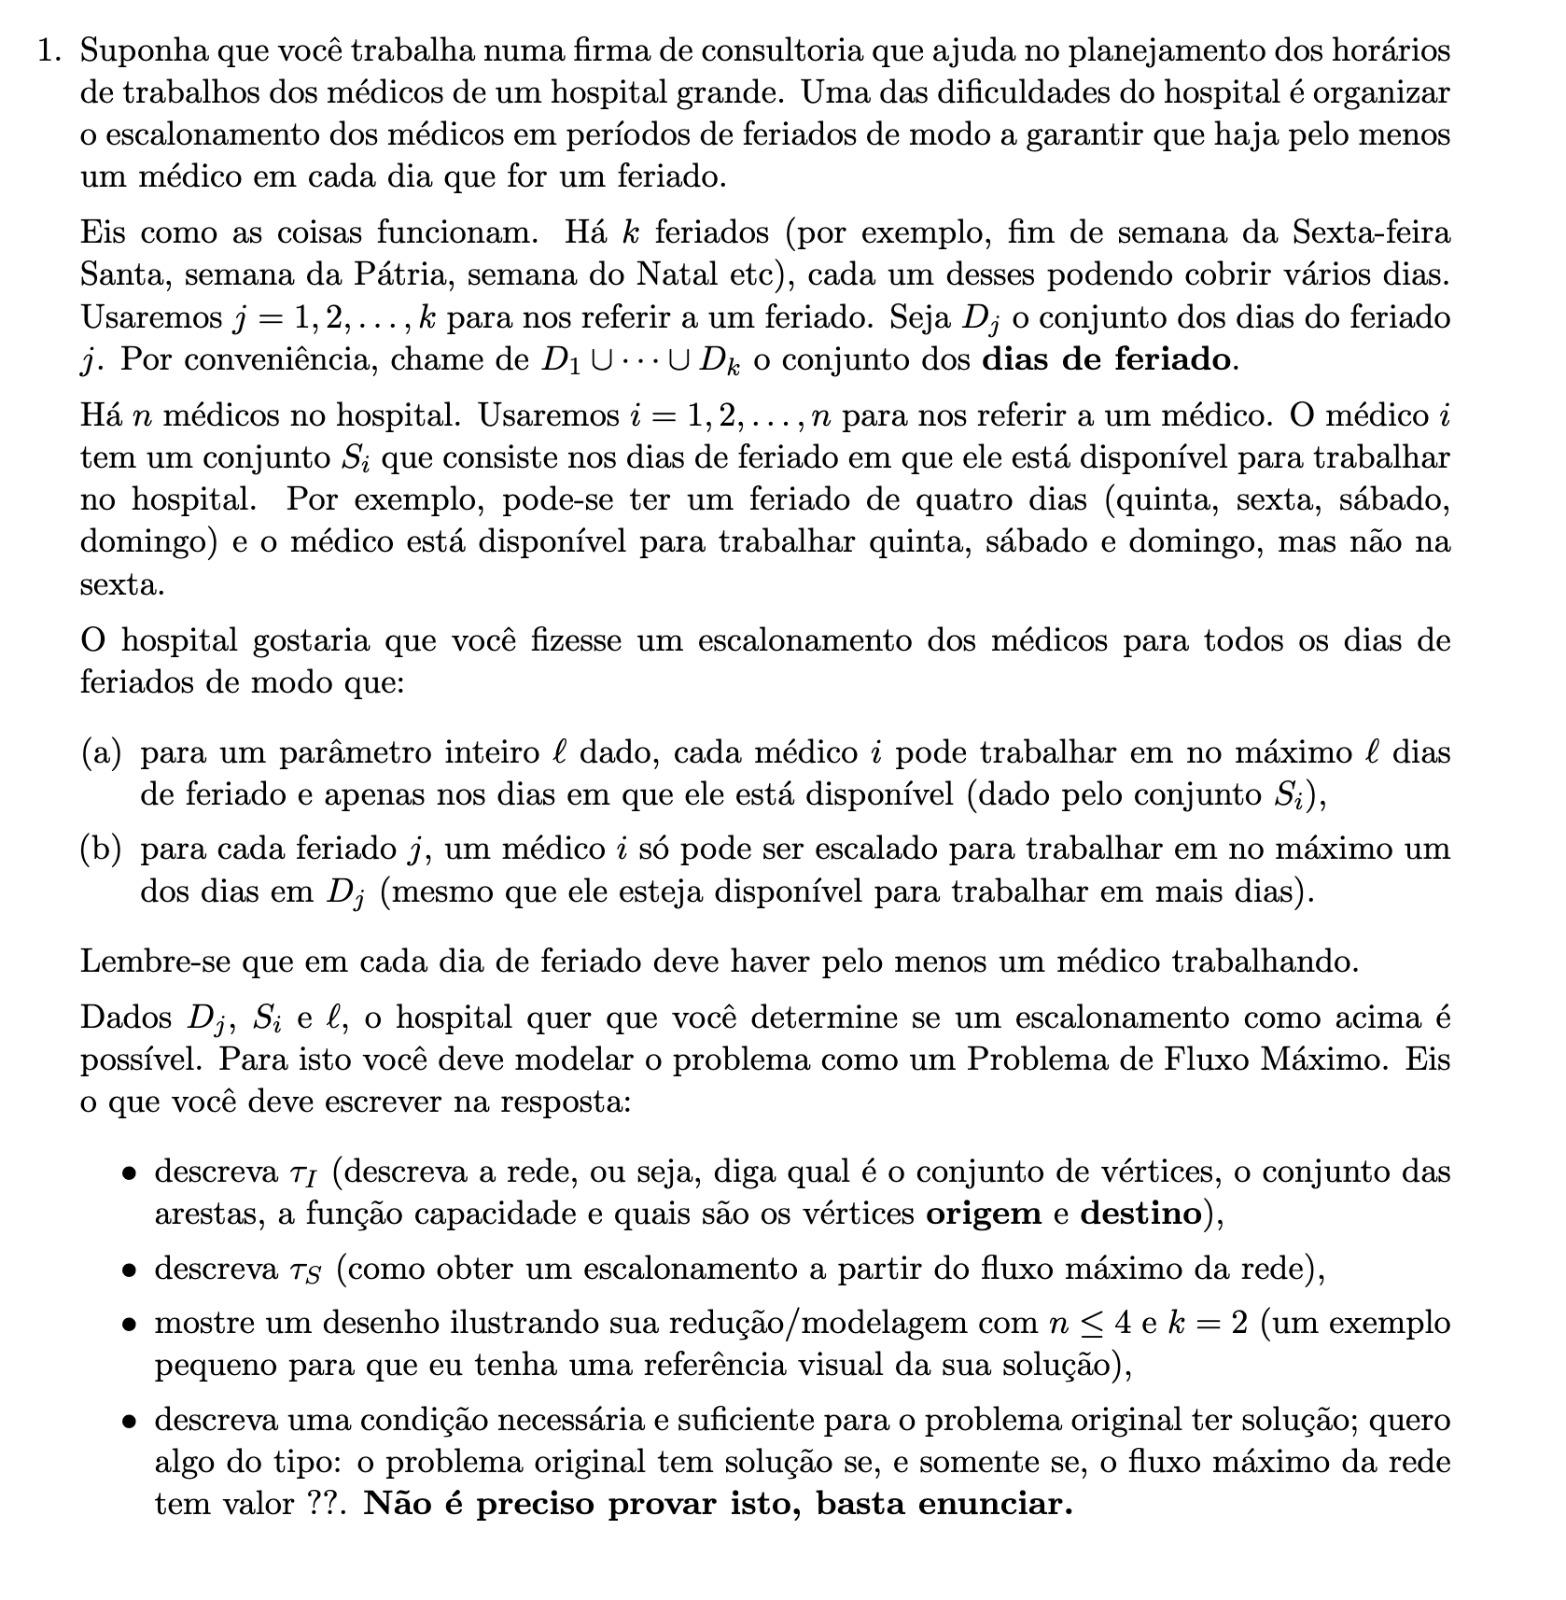 1. Suponha que você trabalha numa firma de consultoria que ajuda no planejamento dos horários
de trabalhos dos médicos de um hospital grande. Uma das dificuldades do hospital é organizar
o escalonamento dos médicos em períodos de feriados de modo a garantir que haja pelo menos
um médico em cada dia que for um feriado.
Eis como as coisas funcionam. Há k feriados (por exemplo, fim de semana da Sexta-feira
Santa, semana da Pátria, semana do Natal etc), cada um desses podendo cobrir vários dias.
Usaremos j = 1, 2, . . . , k para nos referir a um feriado. Seja D_j o conjunto dos dias do feriado
j. Por conveniência, chame de D_1 ∪ · · · ∪ D_k o conjunto dos dias de feriado.
Há n médicos no hospital. Usaremos i = 1, 2, . . . , n para nos referir a um médico. O médico i
tem um conjunto S_i que consiste nos dias de feriado em que ele está disponível para trabalhar
no hospital. Por exemplo, pode-se ter um feriado de quatro dias (quinta, sexta, sábado,
domingo) e o médico está disponível para trabalhar quinta, sábado e domingo, mas não na
sexta.
O hospital gostaria que você fizesse um escalonamento dos médicos para todos os dias de
feriados de modo que:
(a) para um parâmetro inteiro ℓ dado, cada médico i pode trabalhar em no máximo ℓ dias
de feriado e apenas nos dias em que ele está disponível (dado pelo conjunto S_i),
(b) para cada feriado j, um médico i só pode ser escalado para trabalhar em no máximo um
dos dias em D_j (mesmo que ele esteja disponível para trabalhar em mais dias).
Lembre-se que em cada dia de feriado deve haver pelo menos um médico trabalhando.
Dados D_j, S_i e ℓ, o hospital quer que você determine se um escalonamento como acima é
possível. Para isto você deve modelar o problema como um Problema de Fluxo Máximo. Eis
o que você deve escrever na resposta:
• descreva τ_I (descreva a rede, ou seja, diga qual é o conjunto de vértices, o conjunto das
arestas, a função capacidade e quais são os vértices origem e destino),
• descreva τ_S (como obter um escalonamento a partir do fluxo máximo da rede),
• mostre um desenho ilustrando sua redução/modelagem com n ≤ 4 e k = 2 (um exemplo
pequeno para que eu tenha uma referência visual da sua solução),
• descreva uma condição necessária e suficiente para o problema original ter solução; quero
algo do tipo: o problema original tem solução se, e somente se, o fluxo máximo da rede
tem valor ??. Não é preciso provar isto, basta enunciar.